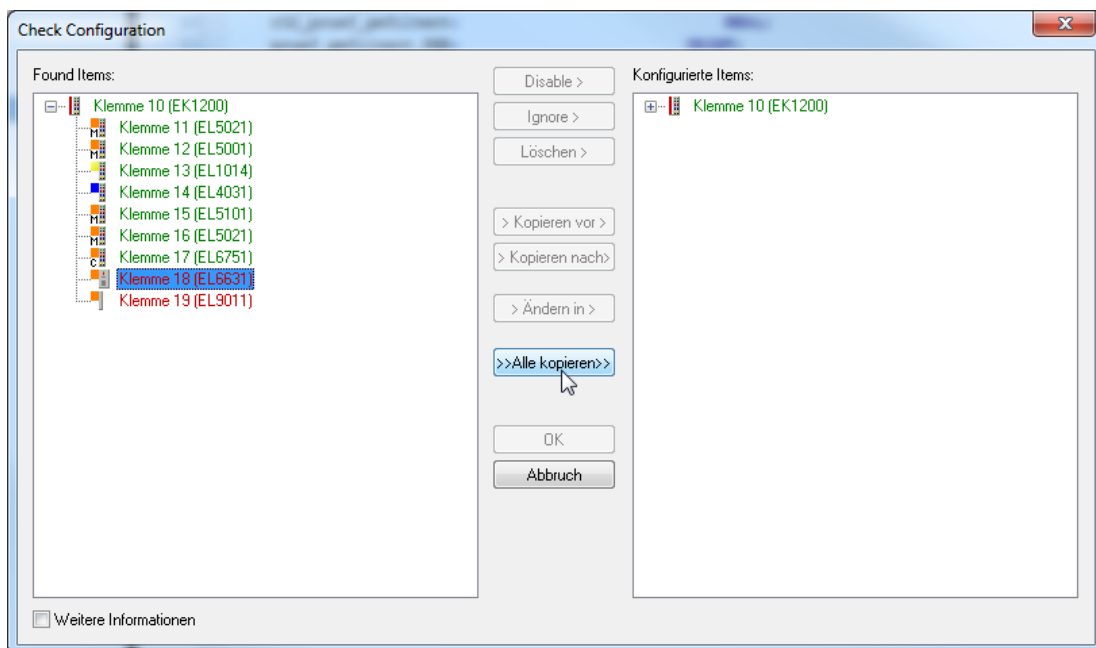 Check Configuration
Found Items:
Klemme 10 (EK1200)
Klemme 11 (EL5021)
Klemme 12 (EL5001)
Klemme 13 (EL1014)
Klemme 14 (EL4031)
Klemme 15 (EL5101)
Klemme 16 (EL5021)
Klemme 17 (EL6751)
Klemme 18 (EL6631)
Klemme 19 (EL9011)
Disable >
Ignore >
Löschen >
> Kopieren vor >
> Kopieren nach>
> Ändern in >
>>Alle kopieren>>
OK
Abbruch
Konfigurierte Items:
Klemme 10 (EK1200)
Weitere Informationen